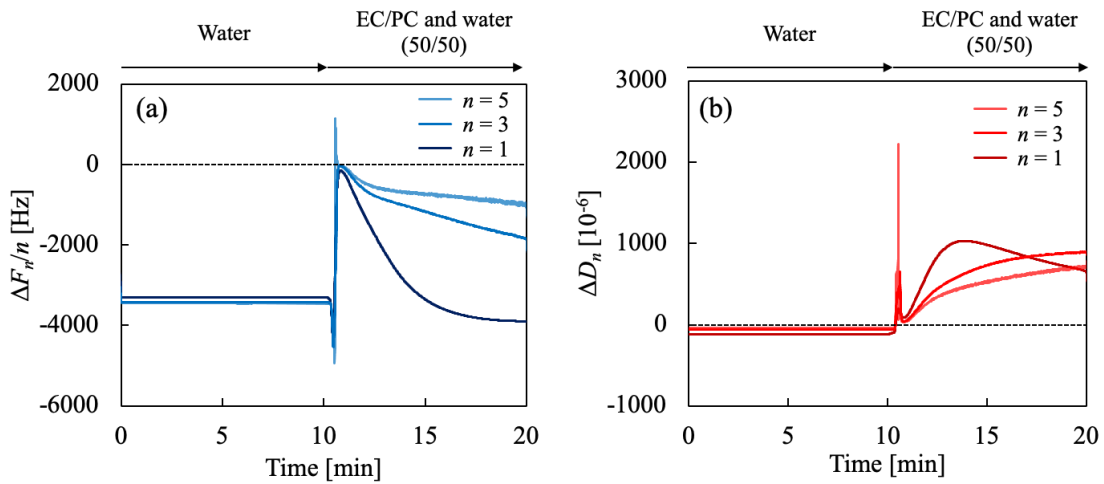 Water
EC/PC and water
(50/50)
(a)
n = 5
n = 3
n = 1
2000
0
-2000
-4000
-6000
ΔFn/n [Hz]
0
5
10
15
20
Time [min]
Water
EC/PC and water
(50/50)
(b)
n = 5
n = 3
n = 1
3000
2000
1000
0
-1000
ΔDn [10-6]
0
5
10
15
20
Time [min]